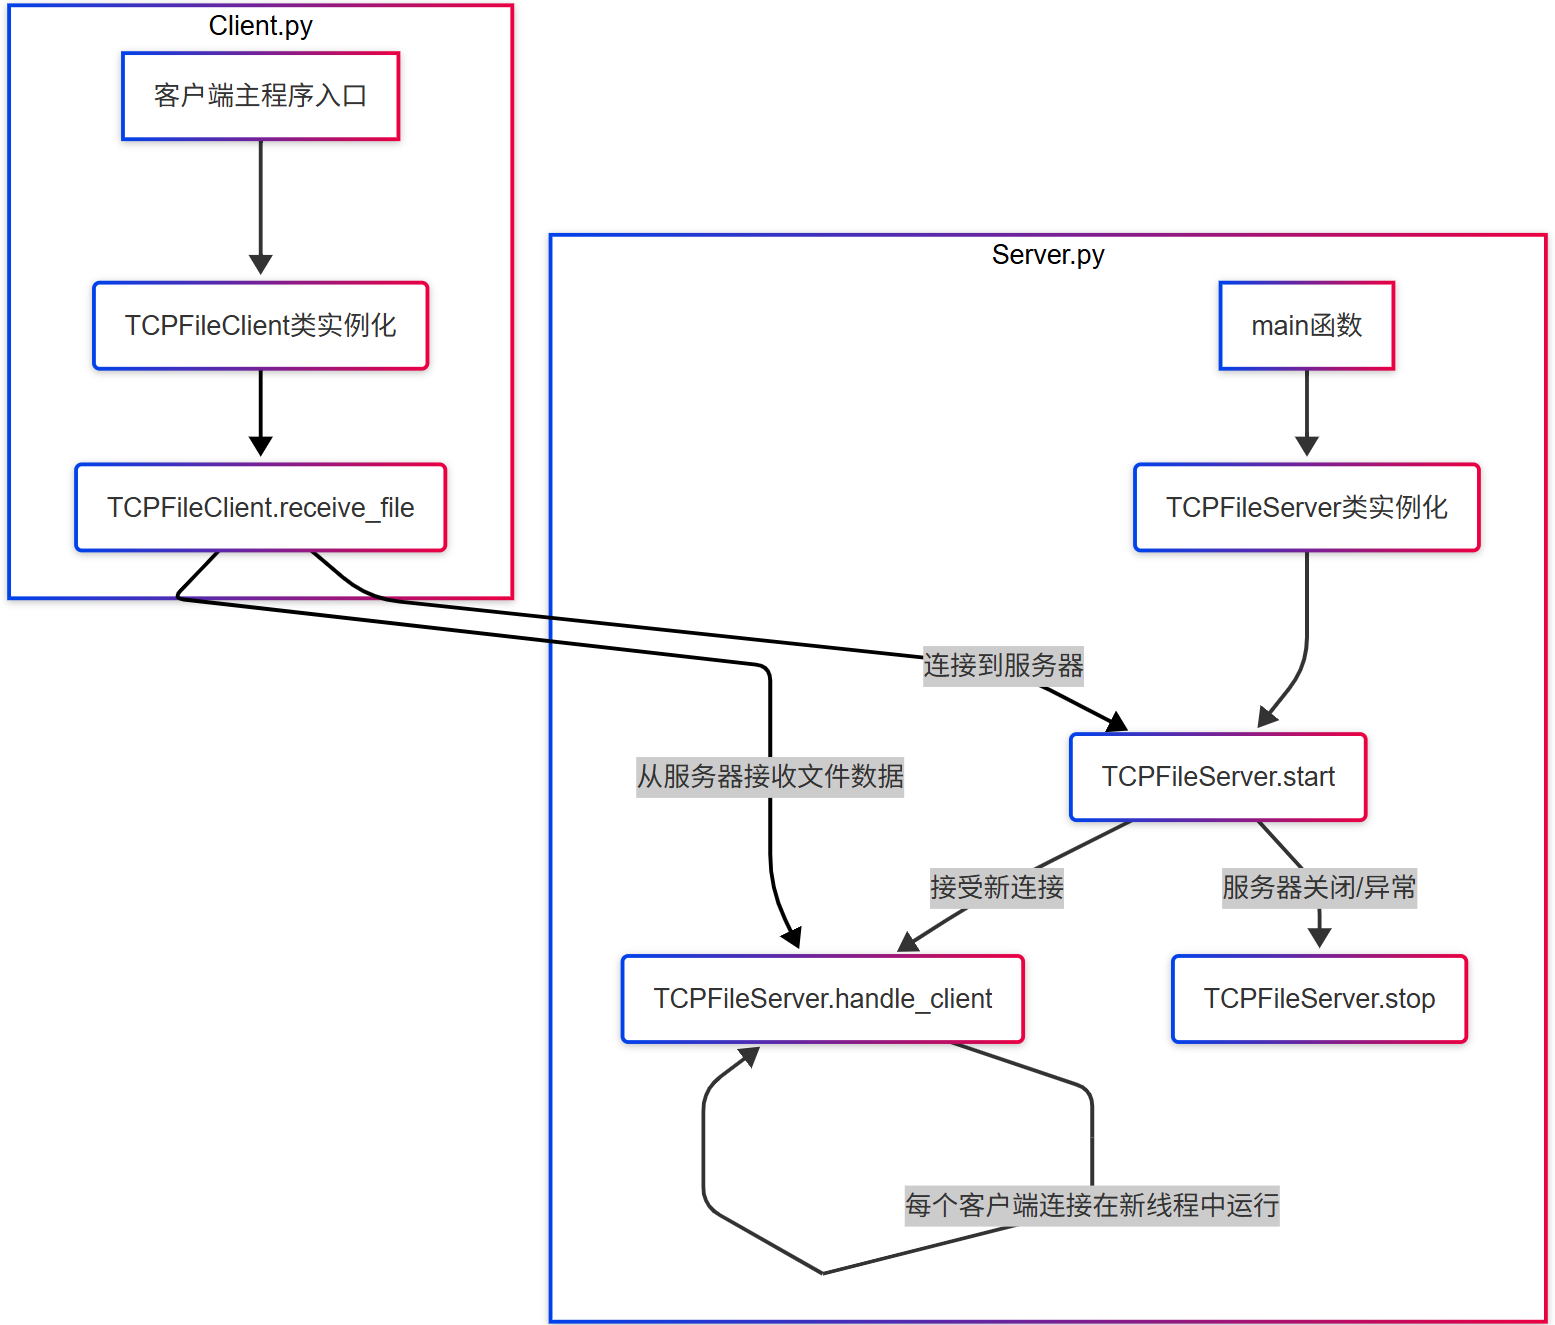 Client.py
客户端主程序入口
TCPFileClient类实例化
TCPFileClient.receive_file
Server.py
main函数
TCPFileServer类实例化
连接到服务器
TCPFileServer.start
从服务器接收文件数据
接受新连接
服务器关闭/异常
TCPFileServer.handle_client
TCPFileServer.stop
每个客户端连接在新线程中运行